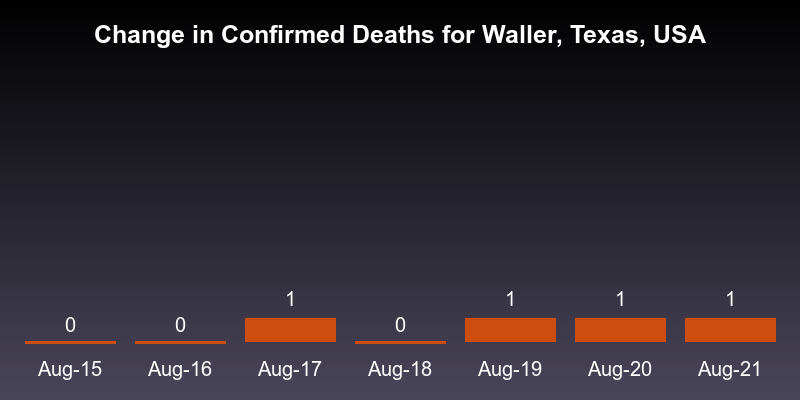 Change in Confirmed Deaths for Waller, Texas, USA
0 0 1 0 1 1 1
Aug-15 Aug-16 Aug-17 Aug-18 Aug-19 Aug-20 Aug-21